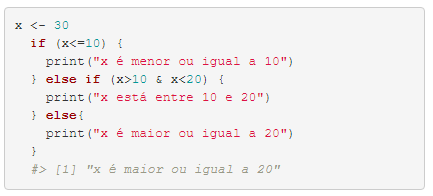 x <- 30
  if (x<=10) {
    print("x é menor ou igual a 10")
  } else if (x>10 & x<20) {
    print("x está entre 10 e 20")
  } else{
    print("x é maior ou igual a 20")
  }
  #> [1] "x é maior ou igual a 20"